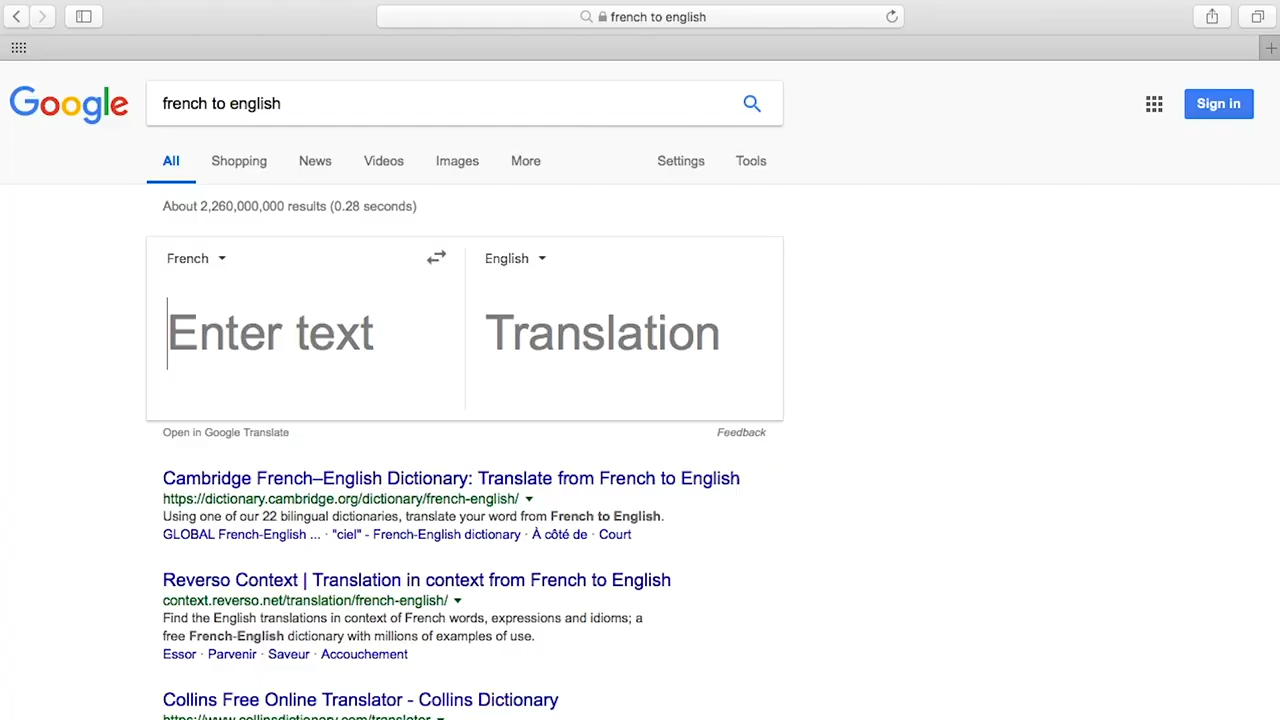 french to english
Google
french to english
Sign in
All Shopping News Videos Images More Settings Tools
About 2,260,000,000 results (0.28 seconds)
French English
Enter text Translation
Open in Google Translate Feedback
Cambridge French–English Dictionary: Translate from French to English
https://dictionary.cambridge.org/dictionary/french-english/
Using one of our 22 bilingual dictionaries, translate your word from French to English.
GLOBAL French-English ... · "ciel" - French-English dictionary · À côté de · Court
Reverso Context | Translation in context from French to English
context.reverso.net/translation/french-english/
Find the English translations in context of French words, expressions and idioms; a
free French-English dictionary with millions of examples of use.
Essor · Parvenir · Saveur · Accouchement
Collins Free Online Translator - Collins Dictionary
https://www.collinsdictionary.com/translator